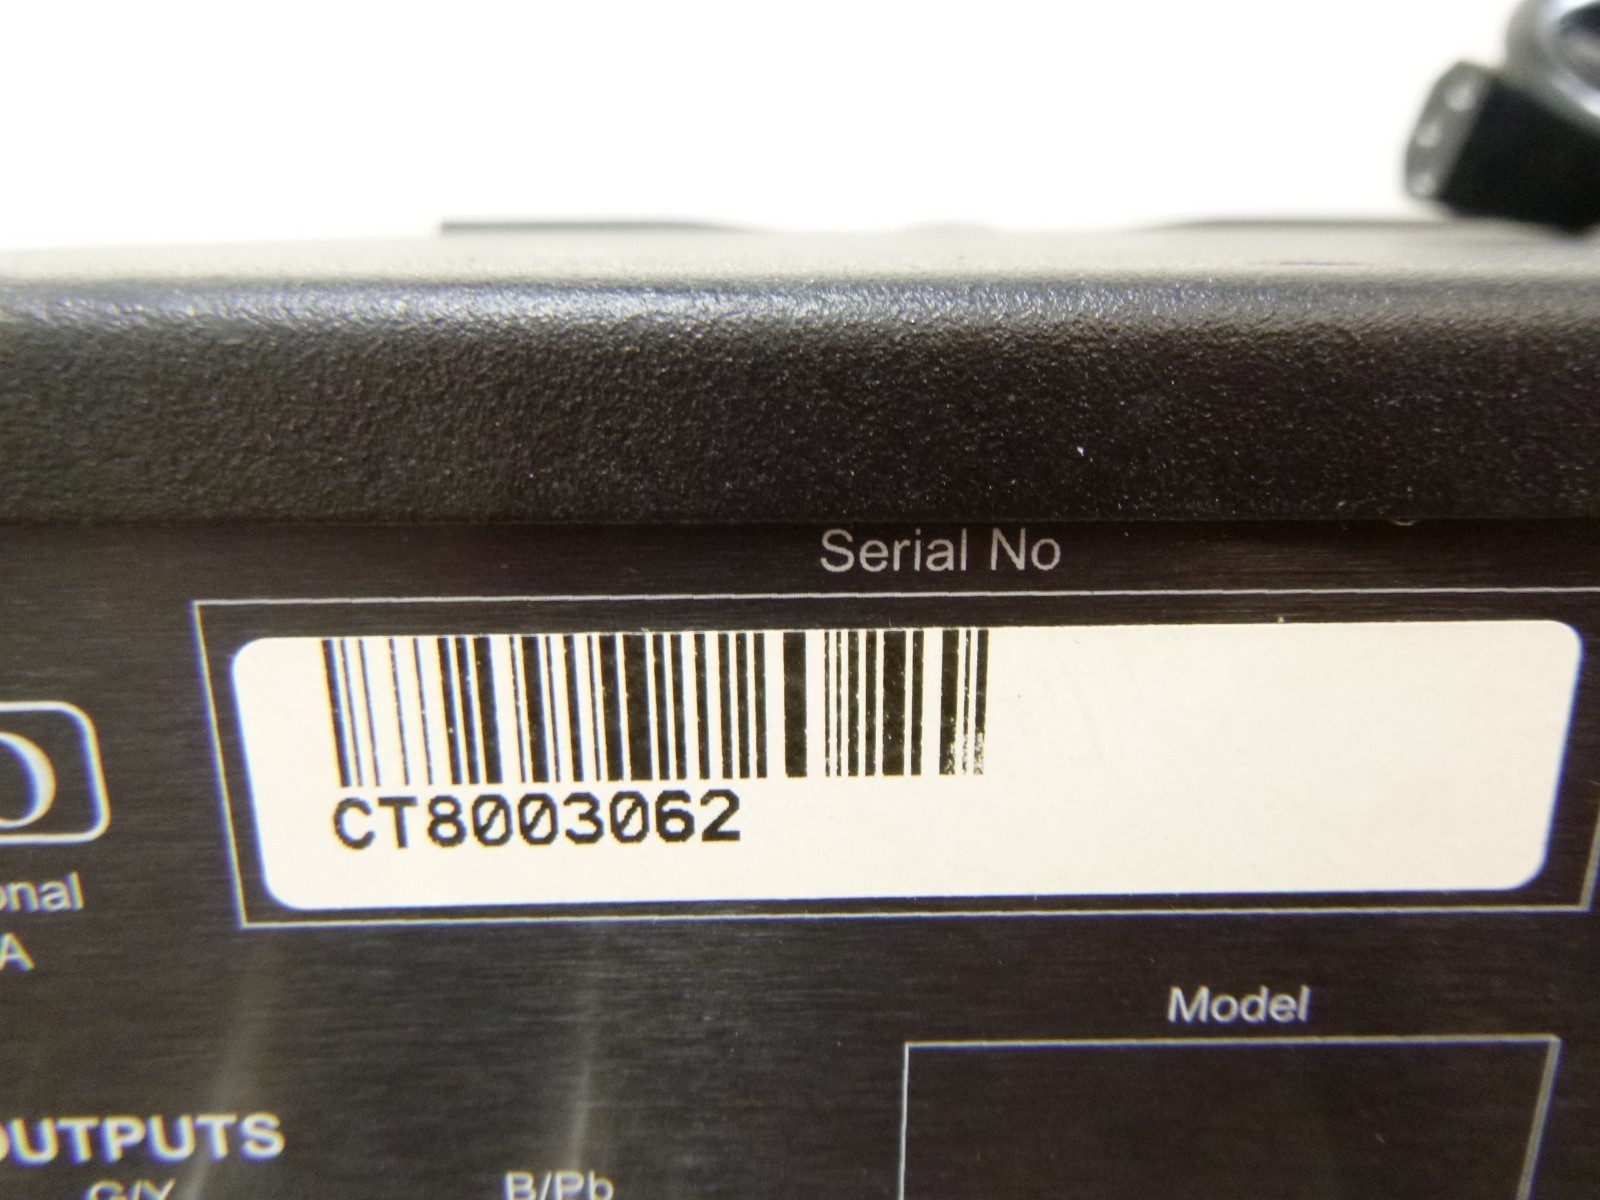 Serial No
CT8003062
onal
A
Model
OUTPUTS
G/Y
B/Pb